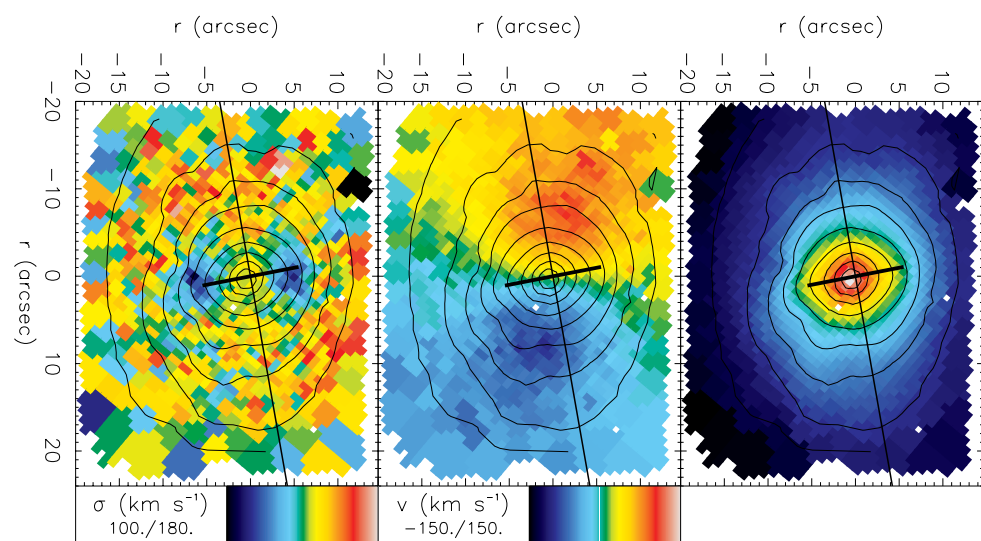 r (arcsec) r (arcsec) r (arcsec)
−20 −15 −10 −5 0 5 10 −20 −15 −10 −5 0 5 10 −20 −15 −10 −5 0 5 10
−20
−10
0
10
20
r (arcsec)
σ (km s⁻¹) v (km s⁻¹)
100./180. −150./150.